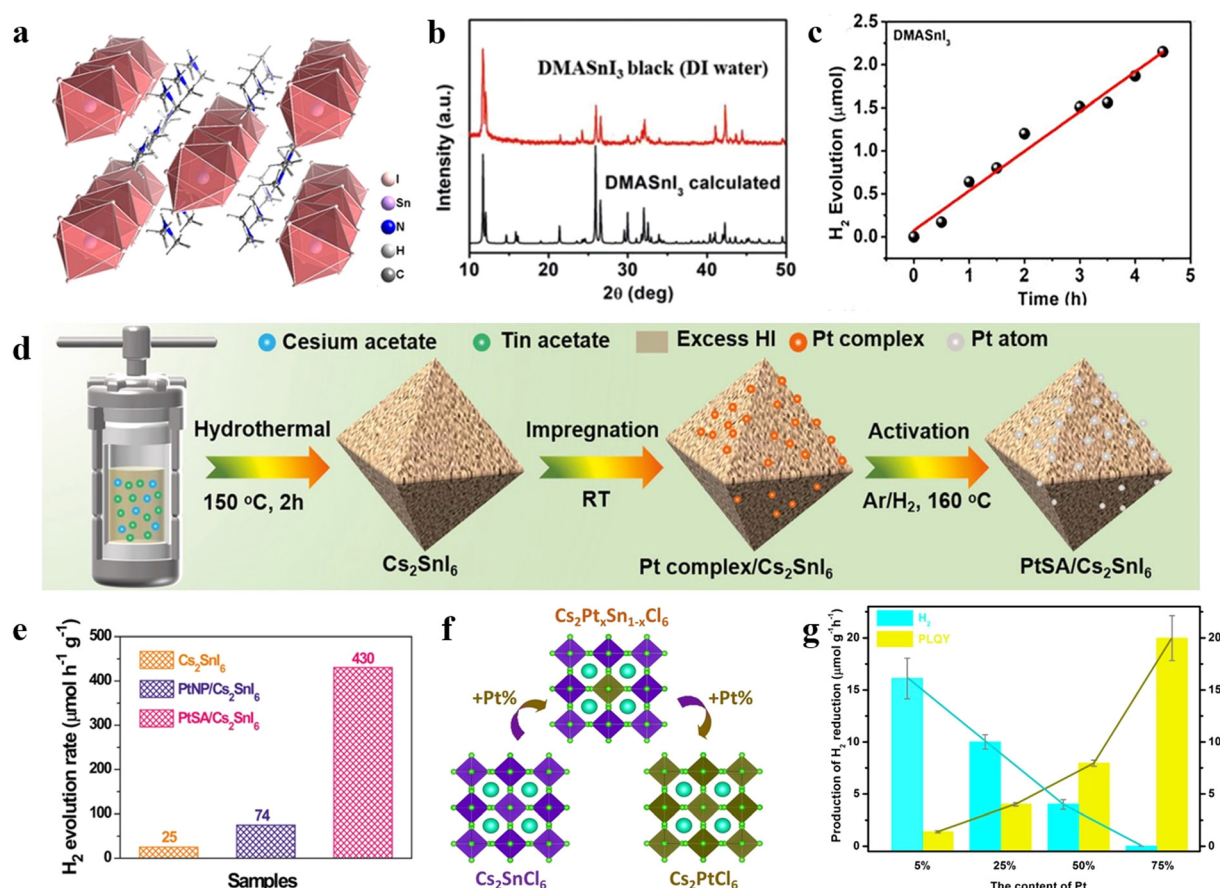 a
I
Sn
N
H
C
b
DMASnI₃ black (DI water)
DMASnI₃ calculated
Intensity (a.u.)
10 20 30 40 50
2θ (deg)
c
DMASnI₃
H₂ Evolution (μmol)
2.5
2.0
1.5
1.0
0.5
0.0
0 1 2 3 4 5
Time (h)
d
Cesium acetate Tin acetate Excess HI Pt complex Pt atom
Hydrothermal
150 °C, 2h
Cs₂SnI₆
Impregnation
RT
Pt complex/Cs₂SnI₆
Activation
Ar/H₂, 160 °C
PtSA/Cs₂SnI₆
e
H₂ evolution rate (μmol h⁻¹ g⁻¹)
500
400
300
200
100
0
Cs₂SnI₆
PtNP/Cs₂SnI₆
PtSA/Cs₂SnI₆
25
74
430
Samples
f
Cs₂PtₓSn₁₋ₓCl₆
+Pt%
+Pt%
Cs₂SnCl₆
Cs₂PtCl₆
g
H₂
PLQY
Production of H₂ reduction (μmol g⁻¹h⁻¹)
20
15
10
5
0
20
15
10
5
0
5% 25% 50% 75%
The content of Pt